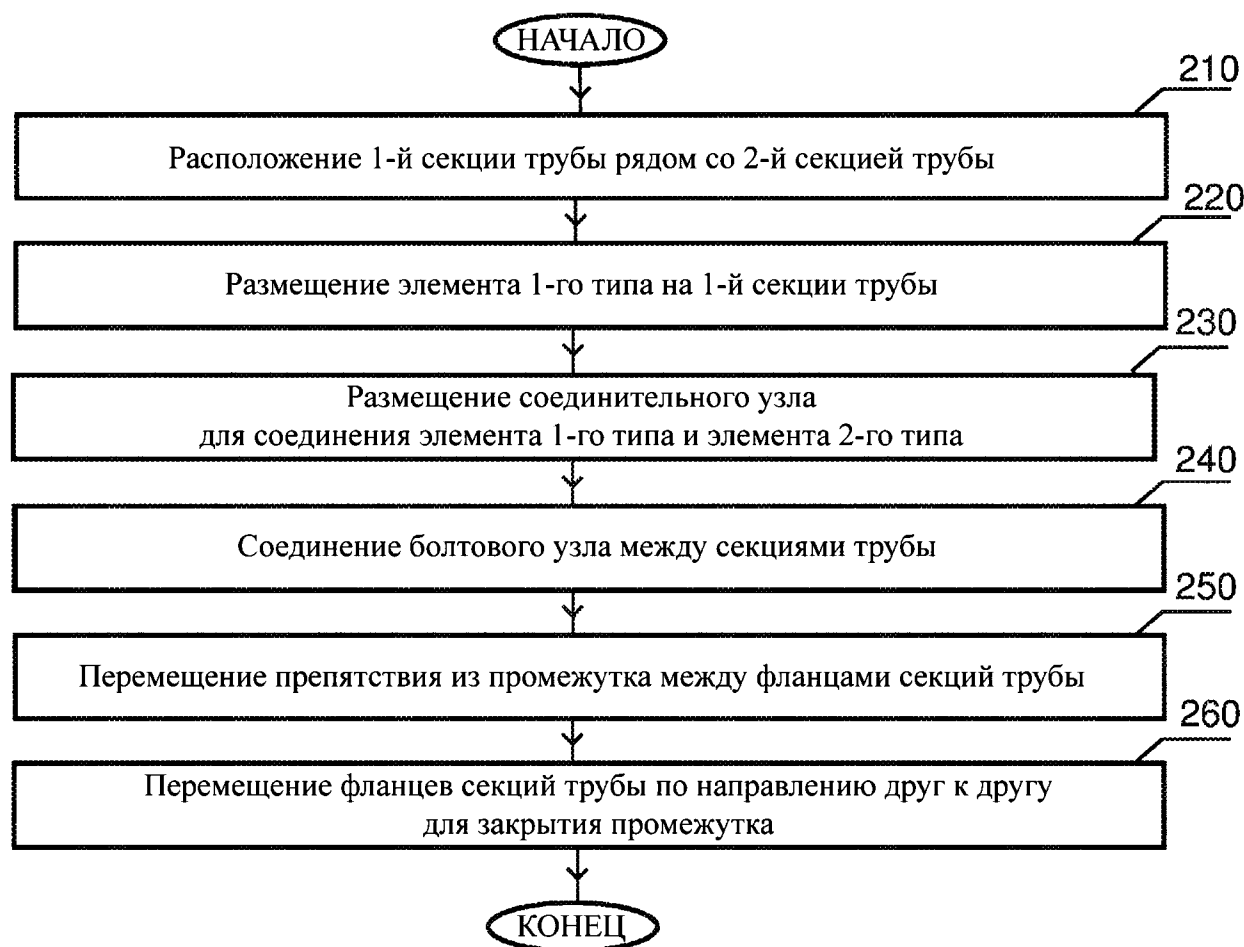 НАЧАЛО
210
Расположение 1-й секции трубы рядом со 2-й секцией трубы
220
Размещение элемента 1-го типа на 1-й секции трубы
230
Размещение соединительного узла
для соединения элемента 1-го типа и элемента 2-го типа
240
Соединение болтового узла между секциями трубы
250
Перемещение препятствия из промежутка между фланцами секций трубы
260
Перемещение фланцев секций трубы по направлению друг к другу
для закрытия промежутка
КОНЕЦ